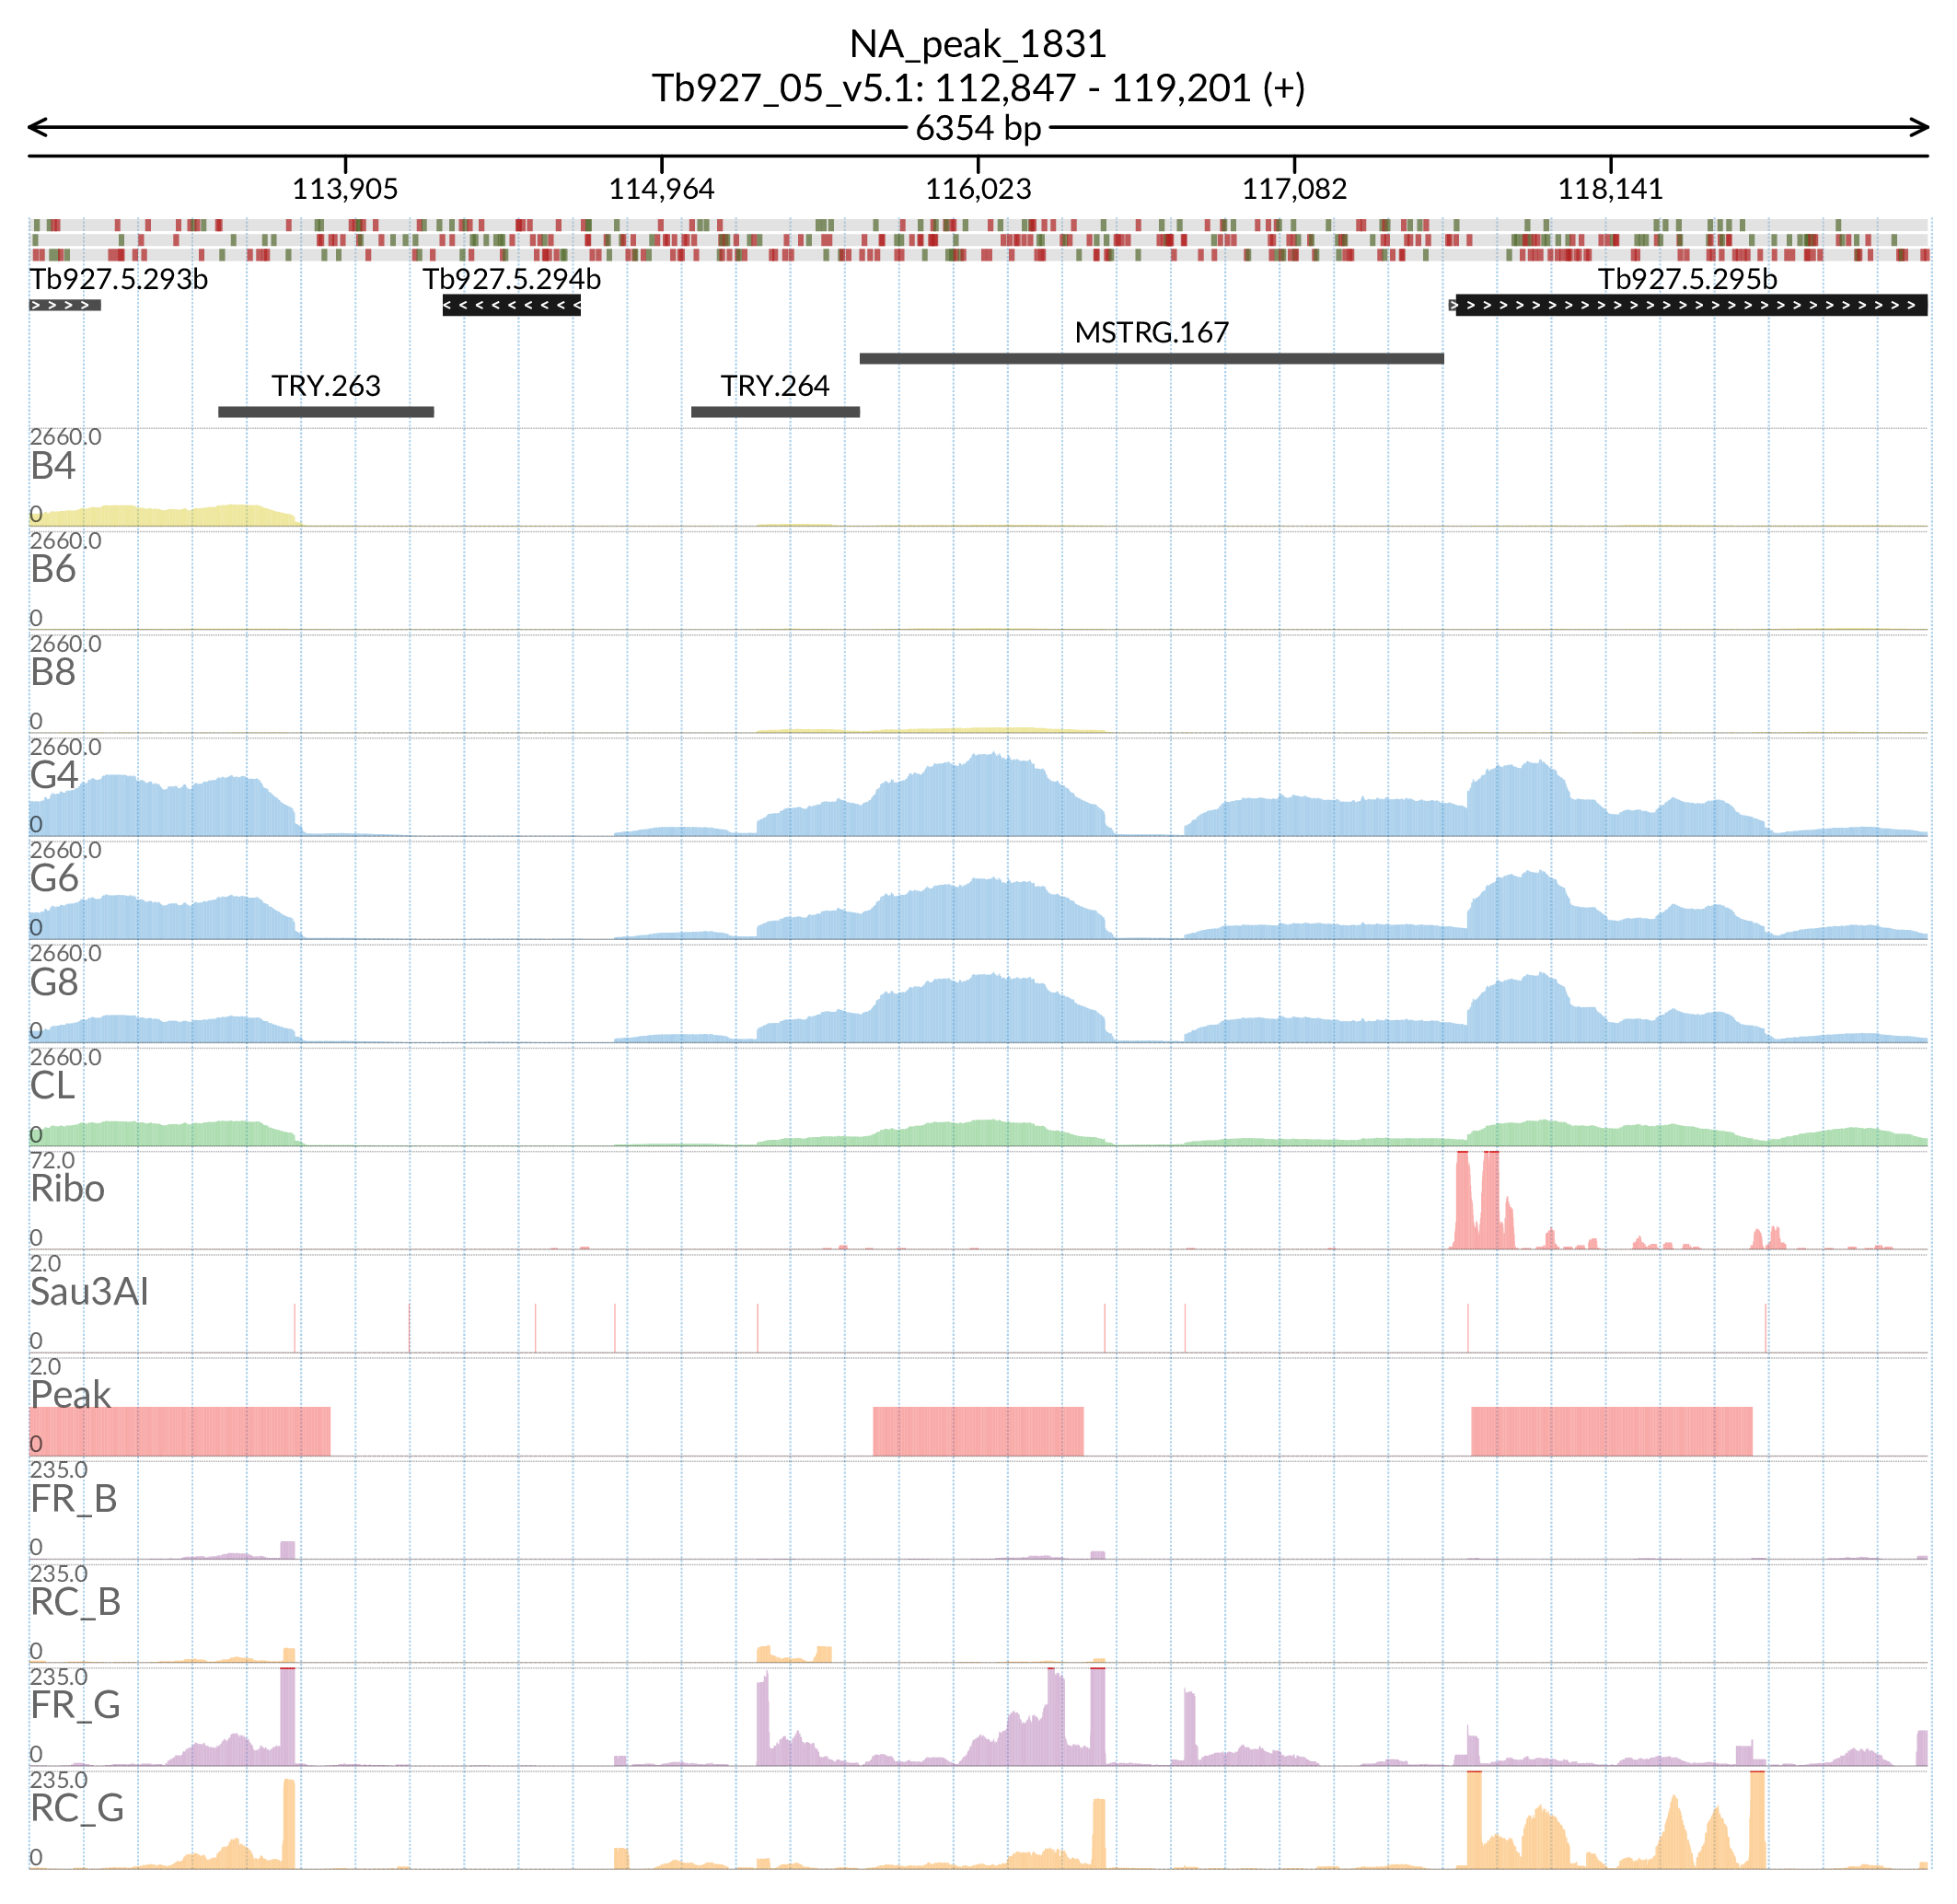 NA_peak_1831
Tb927_05_v5.1: 112,847 - 119,201 (+)
6354 bp
113,905 114,964 116,023 117,082 118,141
Tb927.5.293b Tb927.5.294b Tb927.5.295b
MSTRG.167
TRY.263 TRY.264
2660.0
B4
0
2660.0
B6
0
2660.0
B8
0
2660.0
G4
0
2660.0
G6
0
2660.0
G8
0
2660.0
CL
0
72.0
Ribo
0
2.0
Sau3AI
0
2.0
Peak
0
235.0
FR_B
0
235.0
RC_B
0
235.0
FR_G
0
235.0
RC_G
0